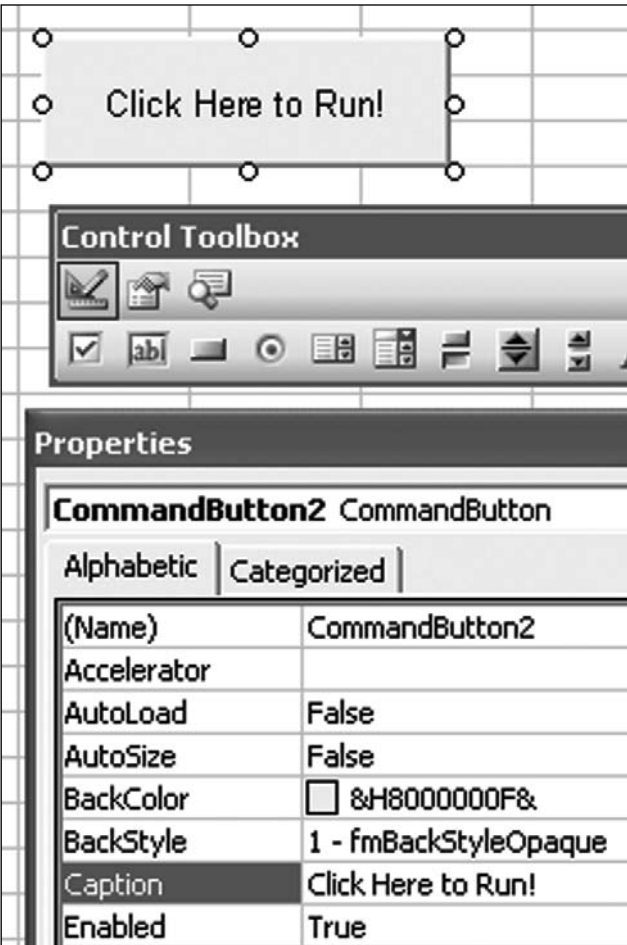 Click Here to Run!
Control Toolbox
ab|
Properties
CommandButton2 CommandButton
Alphabetic Categorized
(Name) CommandButton2
Accelerator
AutoLoad False
AutoSize False
BackColor &H8000000F&
BackStyle 1 - fmBackStyleOpaque
Caption Click Here to Run!
Enabled True